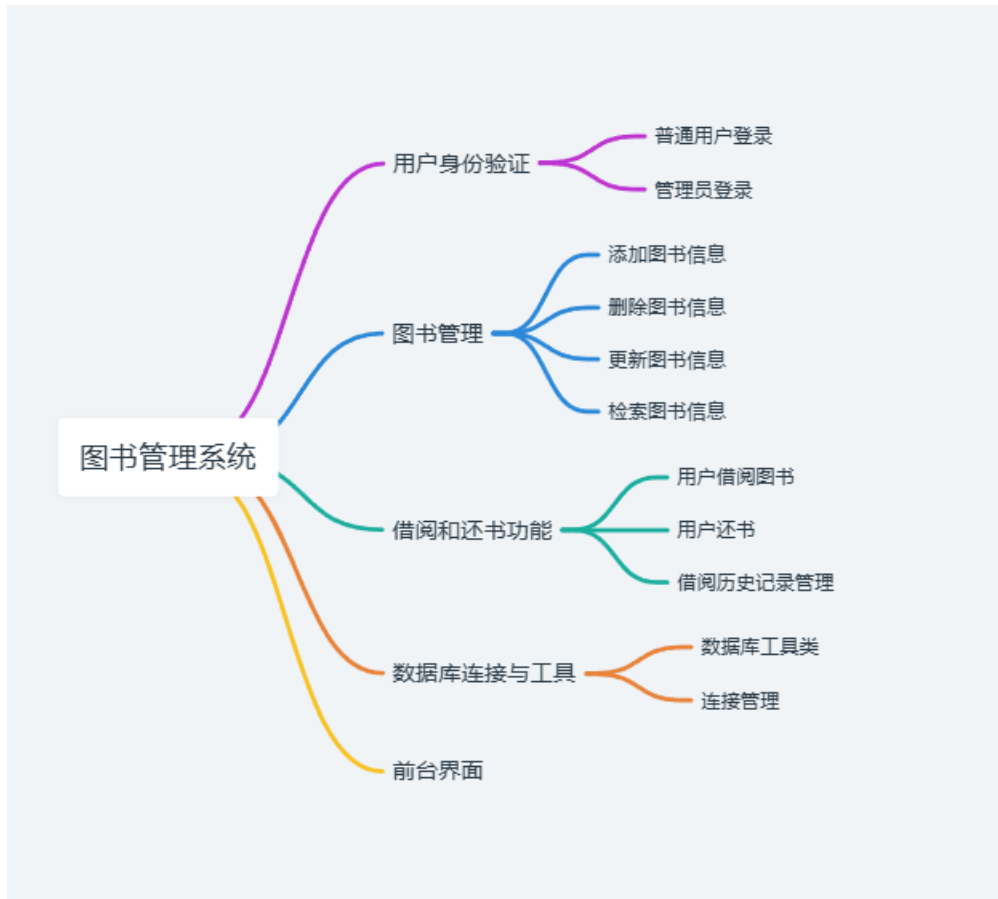 图书管理系统
用户身份验证
普通用户登录
管理员登录
图书管理
添加图书信息
删除图书信息
更新图书信息
检索图书信息
借阅和还书功能
用户借阅图书
用户还书
借阅历史记录管理
数据库连接与工具
数据库工具类
连接管理
前台界面